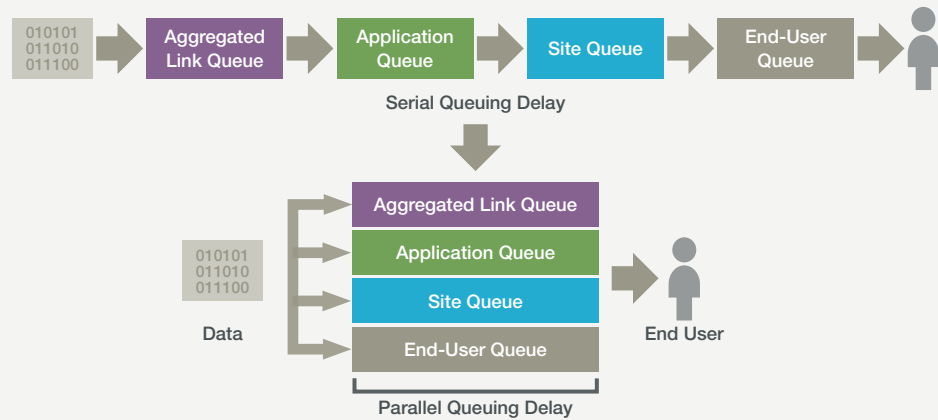 010101
011010
011100
Aggregated
Link Queue
Application
Queue
Site Queue
End-User
Queue
Serial Queuing Delay
Aggregated Link Queue
Application Queue
Site Queue
End-User Queue
010101
011010
011100
Data
End User
Parallel Queuing Delay